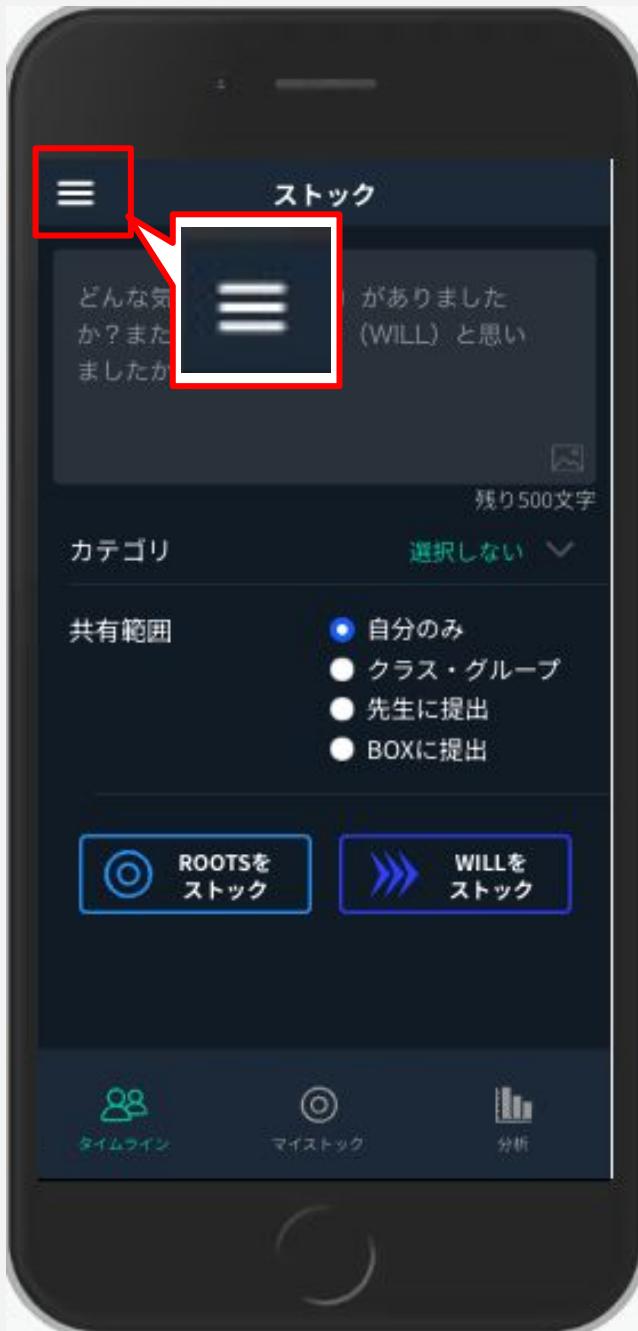 ストック
どんな気 がありました
か？また （WILL）と思い
ましたか
残り500文字
カテゴリ 選択しない
共有範囲 自分のみ
クラス・グループ
先生に提出
BOXに提出
ROOTSを
ストック
WILLを
ストック
タイムライン マイストック 分析